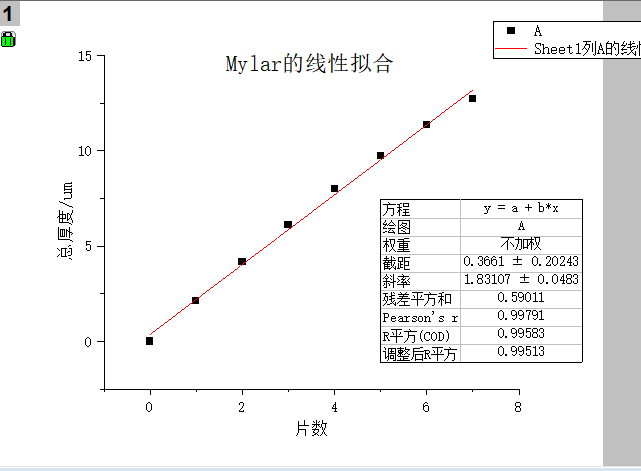 1
A
Sheet1列A的线
Mylar的线性拟合
15
10
5
0
总厚度/um
0 2 4 6 8
片数
方程 y = a + b*x
绘图 A
权重 不加权
截距 0.3661 ± 0.20243
斜率 1.83107 ± 0.0483
残差平方和 0.59011
Pearson's r 0.99791
R平方(COD) 0.99583
调整后R平方 0.99513